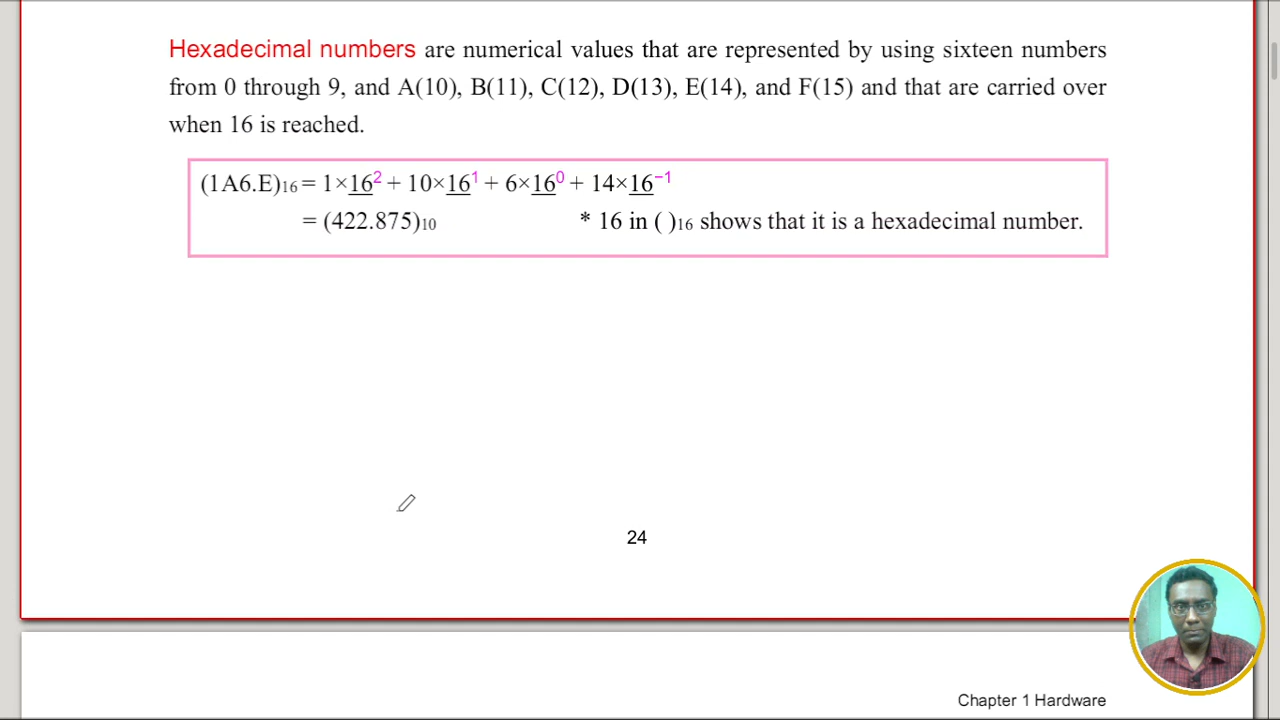 Hexadecimal numbers are numerical values that are represented by using sixteen numbers
from 0 through 9, and A(10), B(11), C(12), D(13), E(14), and F(15) and that are carried over
when 16 is reached.
(1A6.E)₁₆ = 1×16² + 10×16¹ + 6×16⁰ + 14×16⁻¹
= (422.875)₁₀ * 16 in ( )₁₆ shows that it is a hexadecimal number.
24
Chapter 1 Hardware